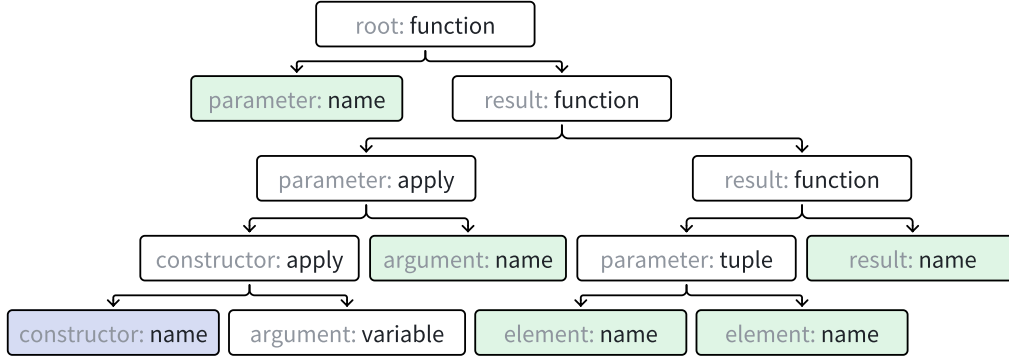 root: function
parameter: name
result: function
parameter: apply
result: function
constructor: apply
argument: name
parameter: tuple
result: name
constructor: name
argument: variable
element: name
element: name